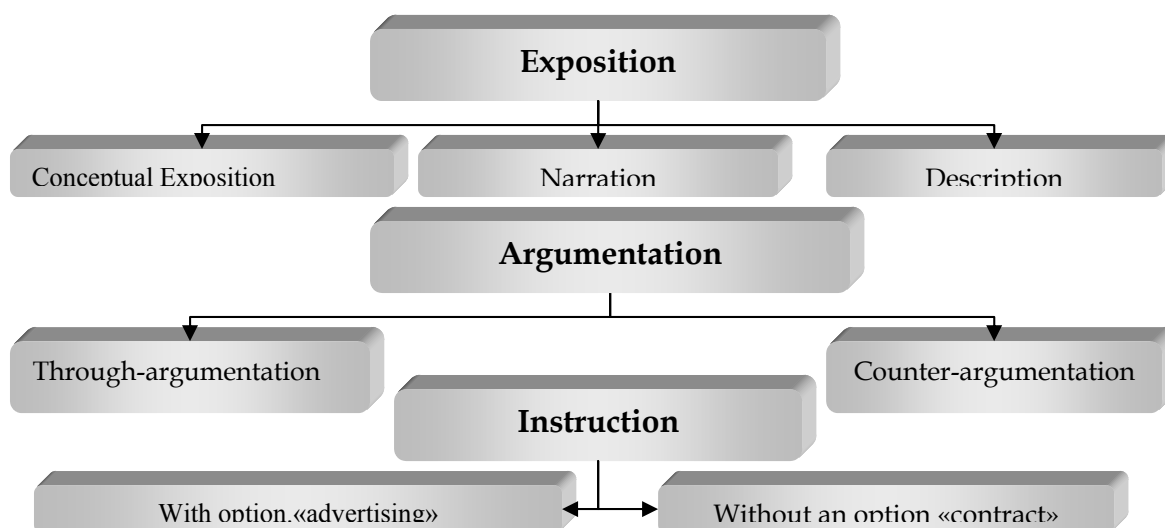 Exposition
Conceptual Exposition
Narration
Description
Argumentation
Through-argumentation
Counter-argumentation
Instruction
With option,«advertising»
Without an option «contract»